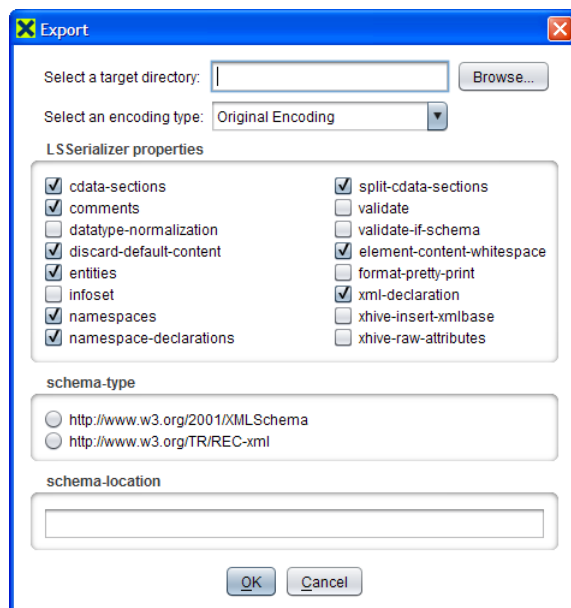 Export
Select a target directory:
Browse...
Select an encoding type: Original Encoding
LSSerializer properties
cdata-sections
split-cdata-sections
comments
validate
datatype-normalization
validate-if-schema
discard-default-content
element-content-whitespace
entities
format-pretty-print
infoset
xml-declaration
namespaces
xhive-insert-xmlbase
namespace-declarations
xhive-raw-attributes
schema-type
http://www.w3.org/2001/XMLSchema
http://www.w3.org/TR/REC-xml
schema-location
OK
Cancel